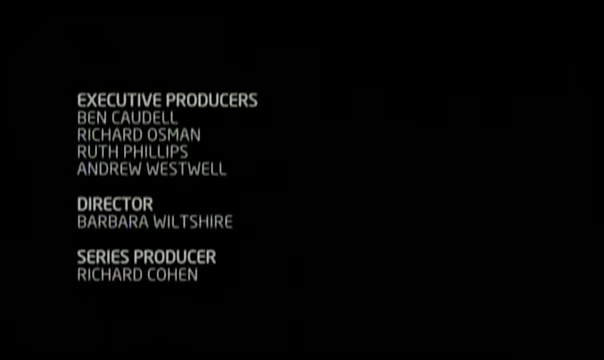 EXECUTIVE PRODUCERS
BEN CAUDELL
RICHARD OSMAN
RUTH PHILLIPS
ANDREW WESTWELL
DIRECTOR
BARBARA WILTSHIRE
SERIES PRODUCER
RICHARD COHEN